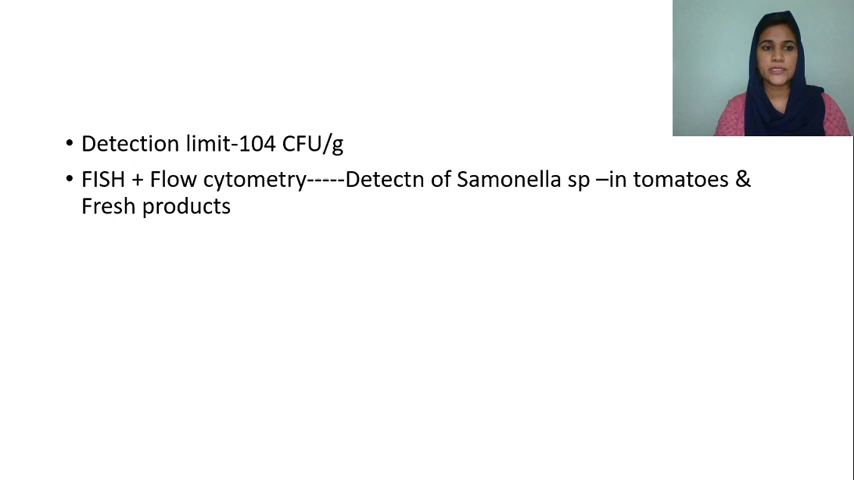 • Detection limit-104 CFU/g
• FISH + Flow cytometry-----Detectn of Samonella sp –in tomatoes &
Fresh products